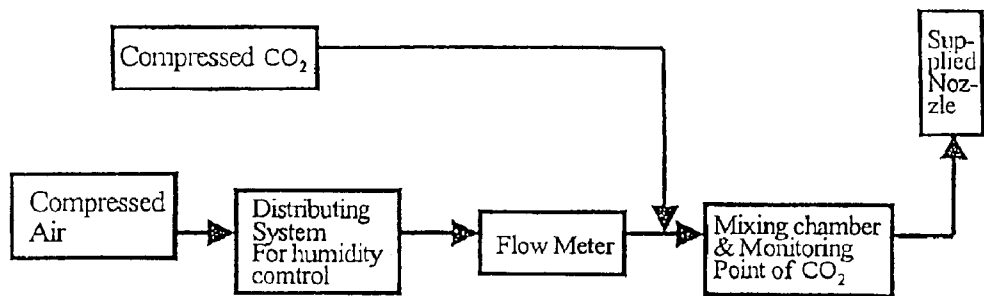 Compressed CO₂
Sup-
plied
Noz-
zle
Compressed
Air
Distributing
System
For humidity
comtrol
Flow Meter
Mixing chamber
& Monitoring
Point of CO₂